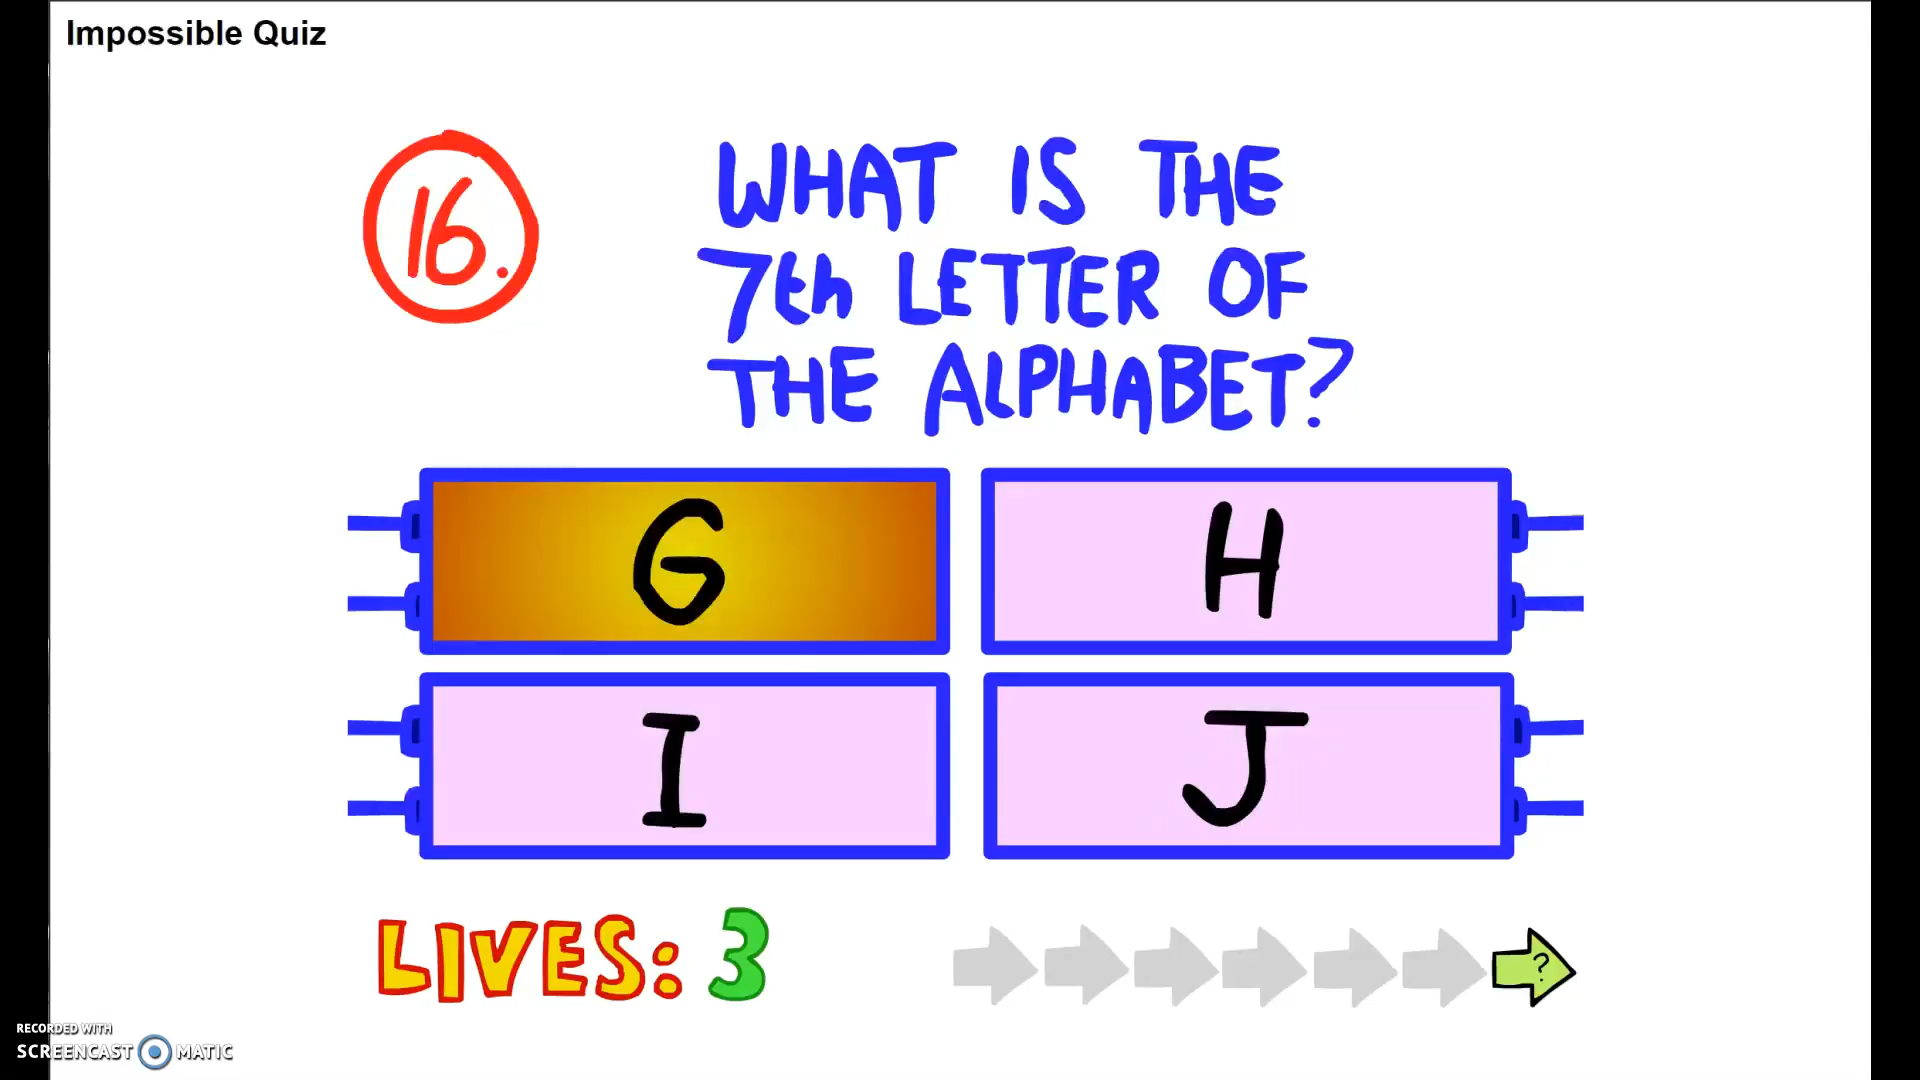 Impossible Quiz
16.
WHAT IS THE
7th LETTER OF
THE ALPHABET?
G
H
I
J
LIVES: 3
?
RECORDED WITH
SCREENCAST MATIC